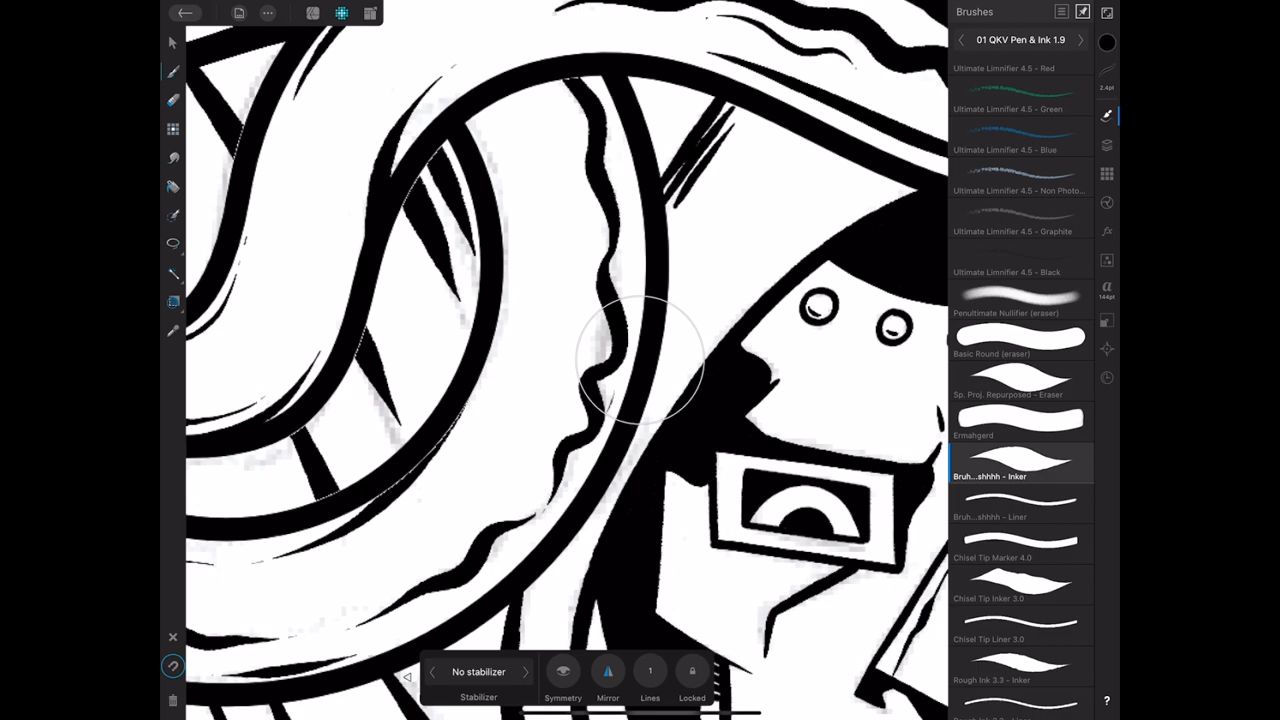 Brushes
01 QKV Pen & Ink 1.9
Ultimate Limnifier 4.5 - Red
2.4pt
Ultimate Limnifier 4.5 - Green
Ultimate Limnifier 4.5 - Blue
Ultimate Limnifier 4.5 - Non Photo...
Ultimate Limnifier 4.5 - Graphite
Ultimate Limnifier 4.5 - Black
a
144pt
Penultimate Nullifier (eraser)
Basic Round (eraser)
Sp. Proj. Repurposed - Eraser
Ermahgerd
Bruh...shhhh - Inker
Bruh...shhhh - Liner
Chisel Tip Marker 4.0
Chisel Tip Inker 3.0
Chisel Tip Liner 3.0
Rough Ink 3.3 - Inker
No stabilizer
1
Stabilizer
Symmetry
Mirror
Lines
Locked
?